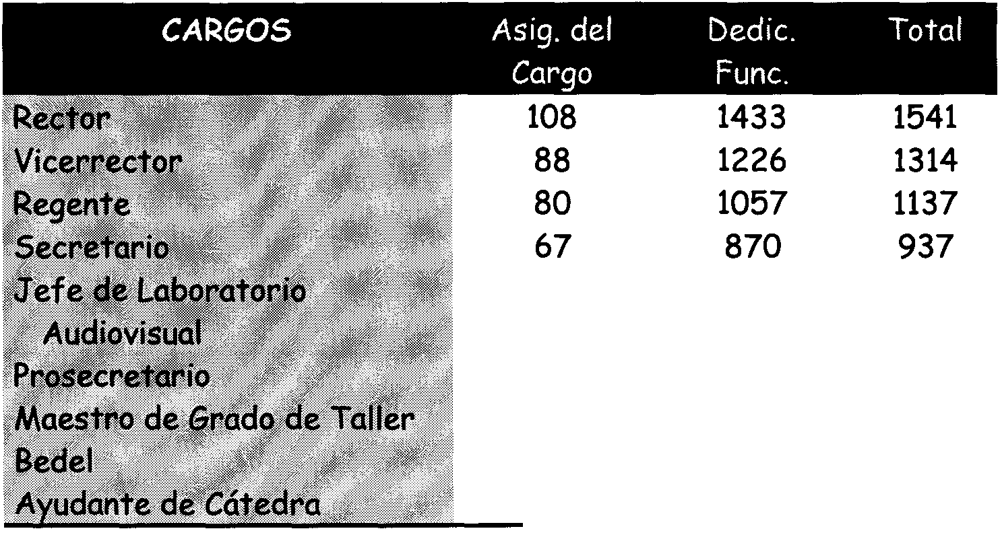 CARGOS Asig. del Dedic. Total
Cargo Func.
Rector 108 1433 1541
Vicerrector 88 1226 1314
Regente 80 1057 1137
Secretario 67 870 937
Jefe de Laboratorio
Audiovisual
Prosecretario
Maestro de Grado de Taller
Bedel
Ayudante de Cátedra